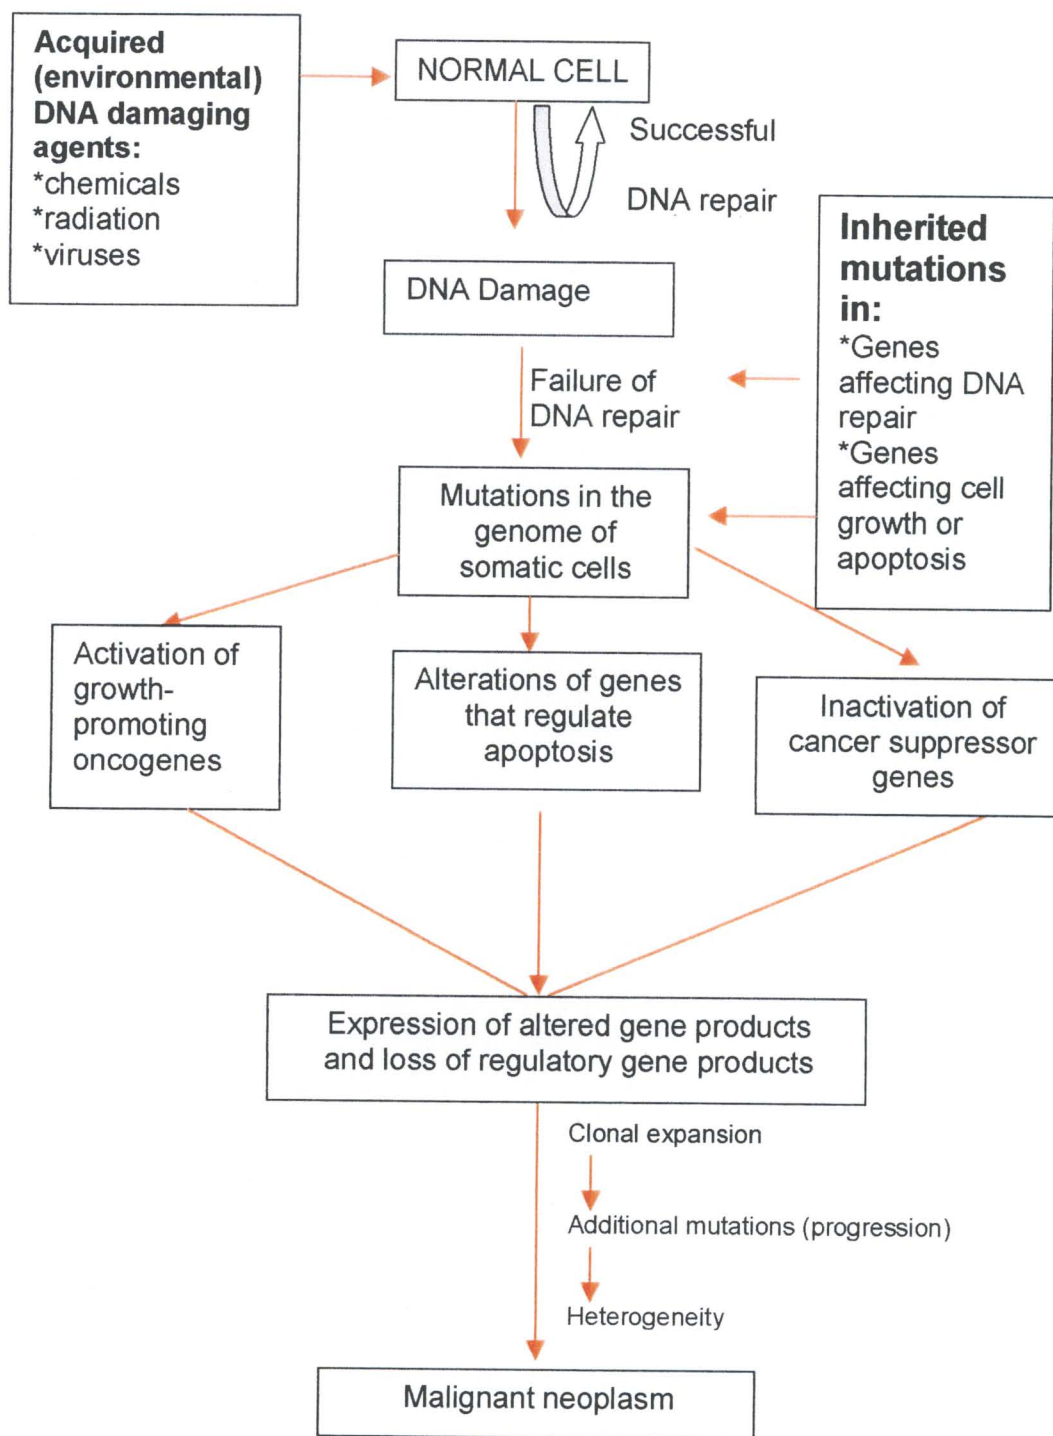 Acquired
(environmental)
DNA damaging
agents:
*chemicals
*radiation
*viruses
NORMAL CELL
Successful
DNA repair
DNA Damage
Inherited
mutations
in:
*Genes
affecting DNA
repair
*Genes
affecting cell
growth or
apoptosis
Failure of
DNA repair
Mutations in the
genome of
somatic cells
Activation of
growth-
promoting
oncogenes
Alterations of genes
that regulate
apoptosis
Inactivation of
cancer suppressor
genes
Expression of altered gene products
and loss of regulatory gene products
Clonal expansion
Additional mutations (progression)
Heterogeneity
Malignant neoplasm